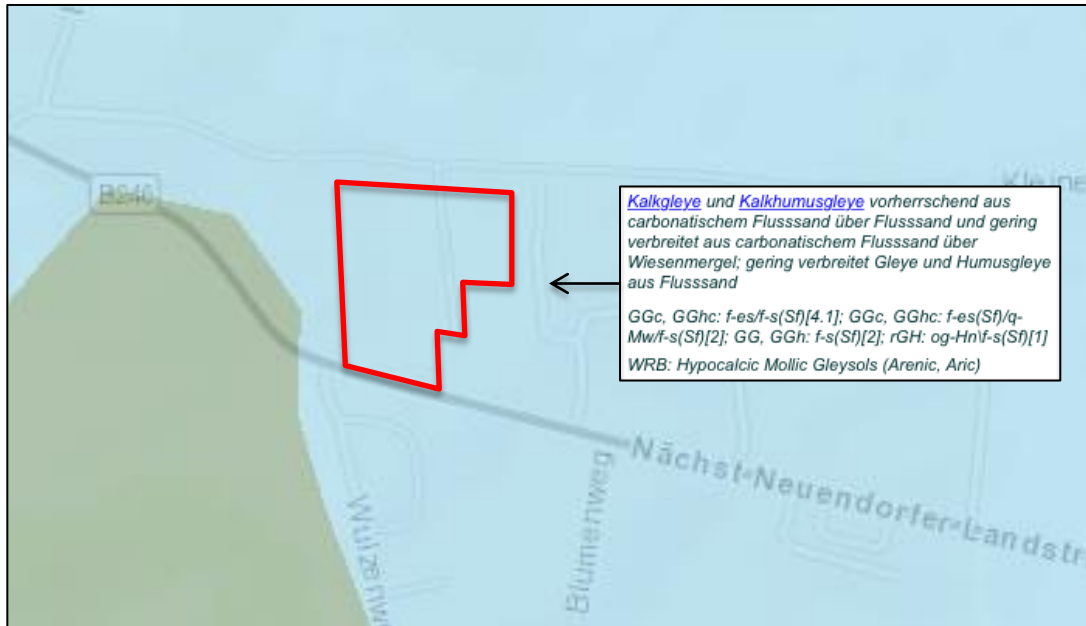 B246
Kleine
Kalkgleye und Kalkhumusgleye vorherrschend aus
carbonatischem Flusssand über Flusssand und gering
verbreitet aus carbonatischem Flusssand über
Wiesenmergel; gering verbreitet Gleye und Humusgleye
aus Flusssand
GGc, GGhc: f-es/f-s(Sf)[4.1]; GGc, GGhc: f-es(Sf)/q-
Mw/f-s(Sf)[2]; GG, GGh: f-s(Sf)[2]; rGH: og-Hn\f-s(Sf)[1]
WRB: Hypocalcic Mollic Gleysols (Arenic, Aric)
Nächst-Neuendorfer-Landstr
Wulzenw
Blumenweg